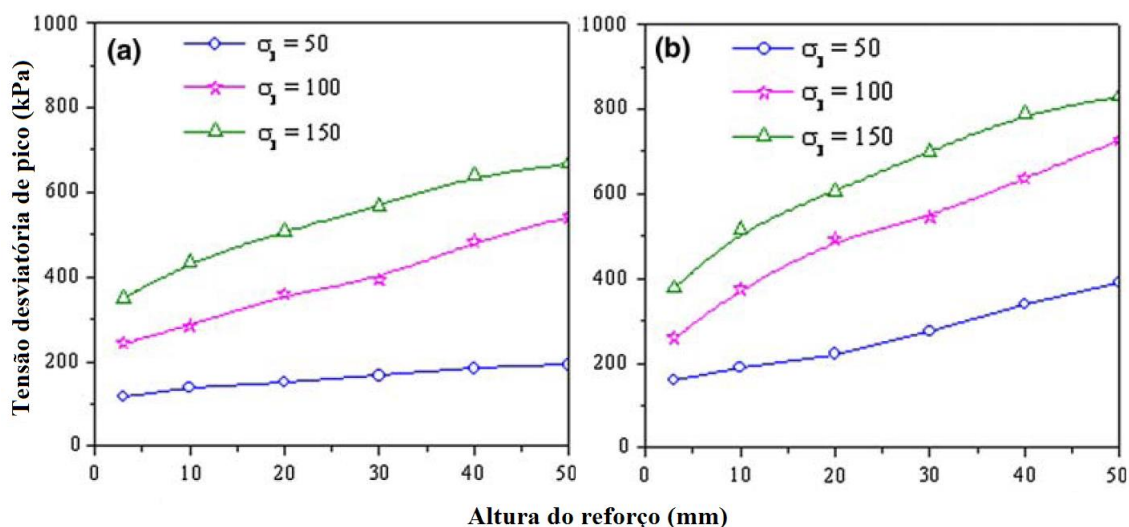 Tensão desviatória de pico (kPa)
1000
800
600
400
200
0
(a)
σ₃ = 50
σ₃ = 100
σ₃ = 150
0 10 20 30 40 50
1000
800
600
400
200
0
(b)
σ₃ = 50
σ₃ = 100
σ₃ = 150
0 10 20 30 40 50
Altura do reforço (mm)